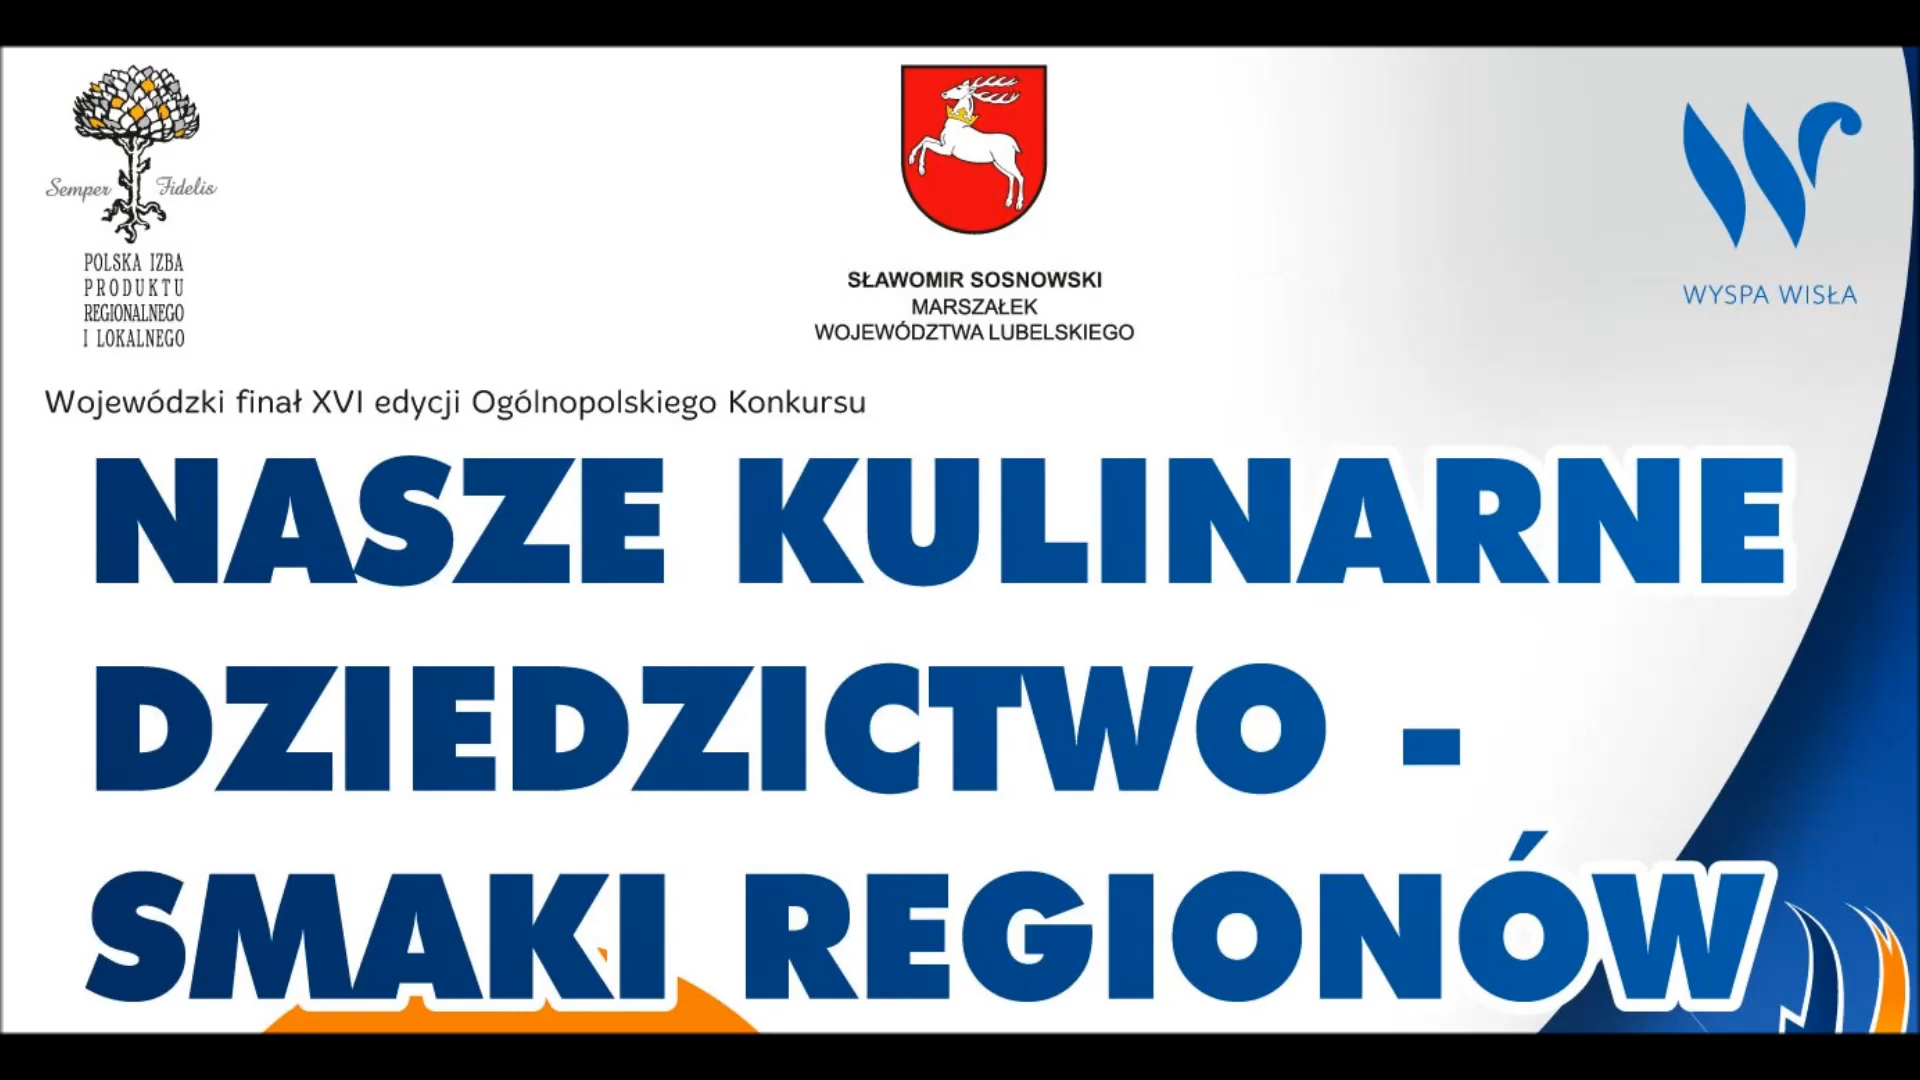 Semper Fidelis
POLSKA IZBA
PRODUKTU
REGIONALNEGO
I LOKALNEGO
SŁAWOMIR SOSNOWSKI
MARSZAŁEK
WOJEWÓDZTWA LUBELSKIEGO
WYSPA WISŁA
Wojewódzki finał XVI edycji Ogólnopolskiego Konkursu
NASZE KULINARNE
DZIEDZICTWO -
SMAKI REGIONÓW